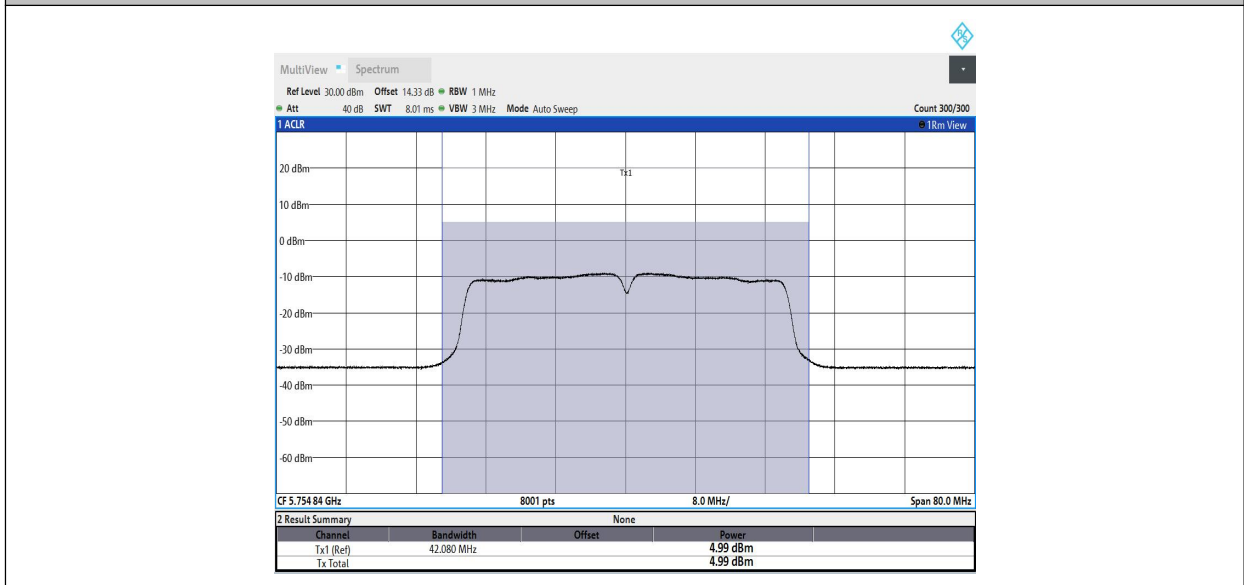 R S
MultiView Spectrum
Ref Level 30.00 dBm Offset 14.33 dB RBW 1 MHz
Att 40 dB SWT 8.01 ms VBW 3 MHz Mode Auto Sweep Count 300/300
1 ACLR 1Rm View
Tx1
20 dBm
10 dBm
0 dBm
-10 dBm
-20 dBm
-30 dBm
-40 dBm
-50 dBm
-60 dBm
CF 5.754 84 GHz 8001 pts 8.0 MHz/ Span 80.0 MHz
2 Result Summary None
Channel Bandwidth Offset Power
Tx1 (Ref) 42.080 MHz 4.99 dBm
Tx Total 4.99 dBm